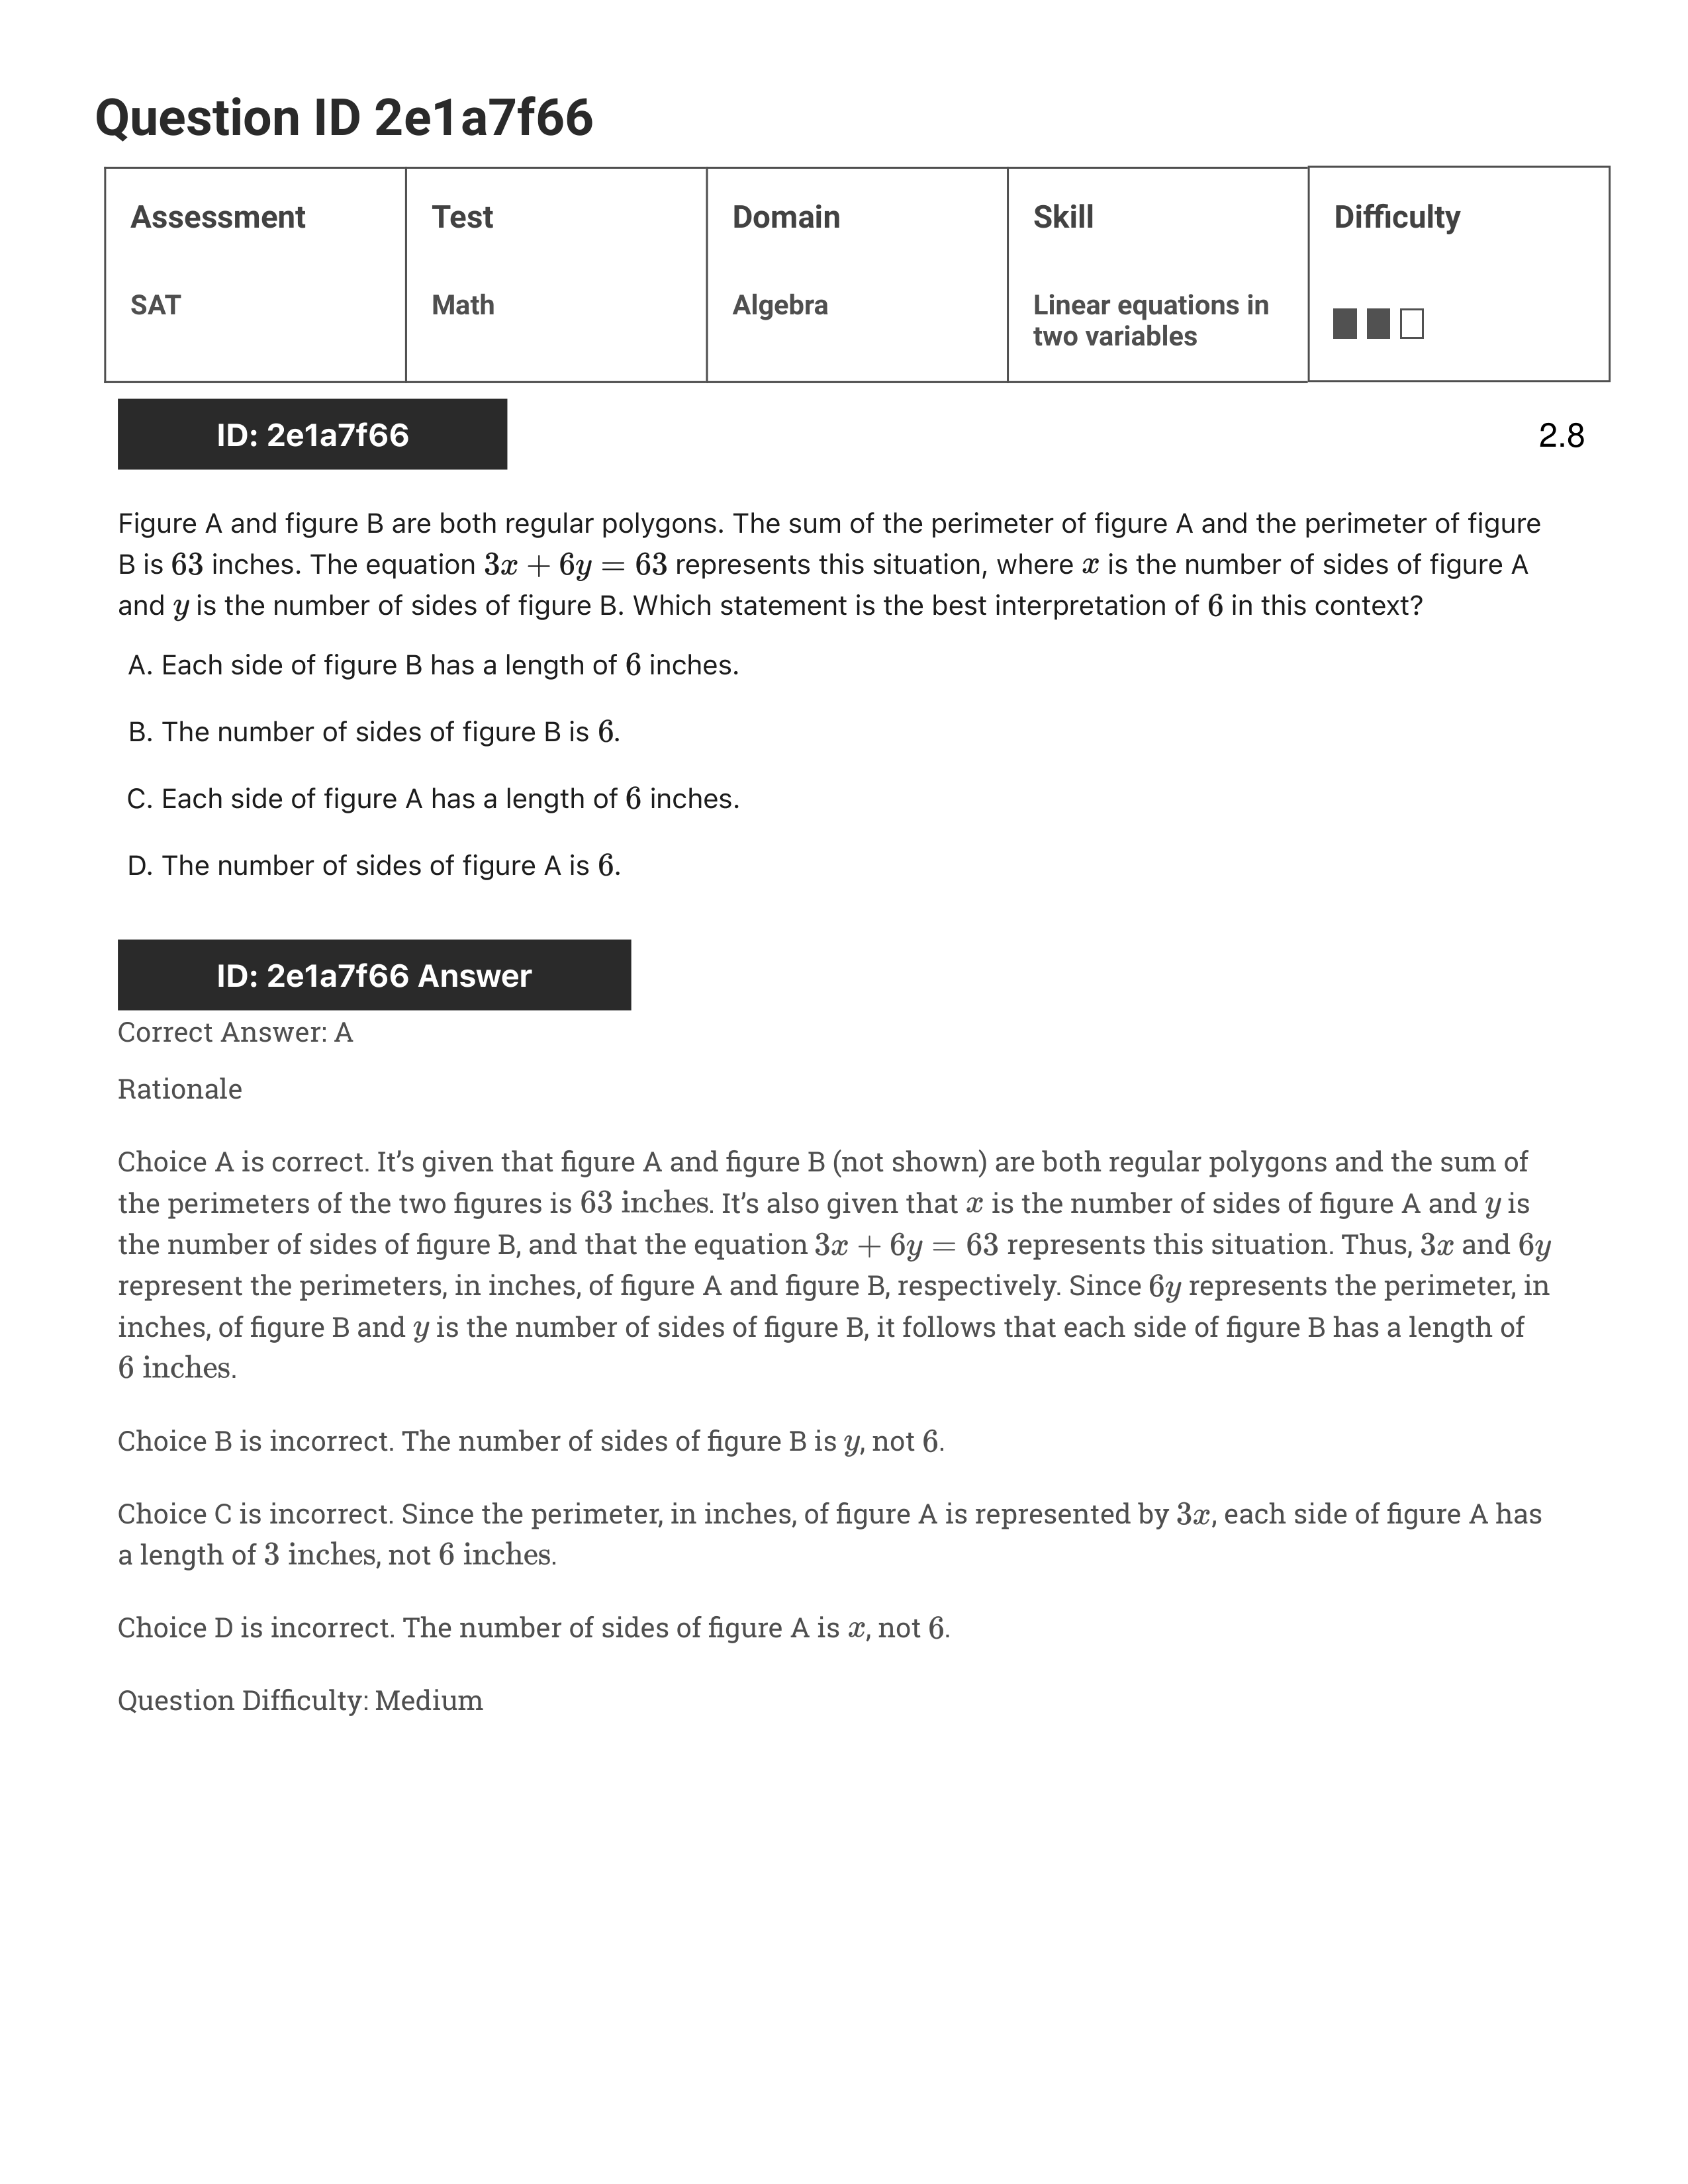 Question ID 2e1a7f66
Assessment
Test
Domain
Skill
Difficulty
SAT
Math
Algebra
Linear equations in
two variables
ID: 2e1a7f66
2.8
Figure A and figure B are both regular polygons. The sum of the perimeter of figure A and the perimeter of figure
B is 63 inches. The equation 3x + 6y = 63 represents this situation, where x is the number of sides of figure A
and y is the number of sides of figure B. Which statement is the best interpretation of 6 in this context?
A. Each side of figure B has a length of 6 inches.
B. The number of sides of figure B is 6.
C. Each side of figure A has a length of 6 inches.
D. The number of sides of figure A is 6.
ID: 2e1a7f66 Answer
Correct Answer: A
Rationale
Choice A is correct. It’s given that figure A and figure B (not shown) are both regular polygons and the sum of
the perimeters of the two figures is 63 inches. It’s also given that x is the number of sides of figure A and y is
the number of sides of figure B, and that the equation 3x + 6y = 63 represents this situation. Thus, 3x and 6y
represent the perimeters, in inches, of figure A and figure B, respectively. Since 6y represents the perimeter, in
inches, of figure B and y is the number of sides of figure B, it follows that each side of figure B has a length of
6 inches.
Choice B is incorrect. The number of sides of figure B is y, not 6.
Choice C is incorrect. Since the perimeter, in inches, of figure A is represented by 3x, each side of figure A has
a length of 3 inches, not 6 inches.
Choice D is incorrect. The number of sides of figure A is x, not 6.
Question Difficulty: Medium